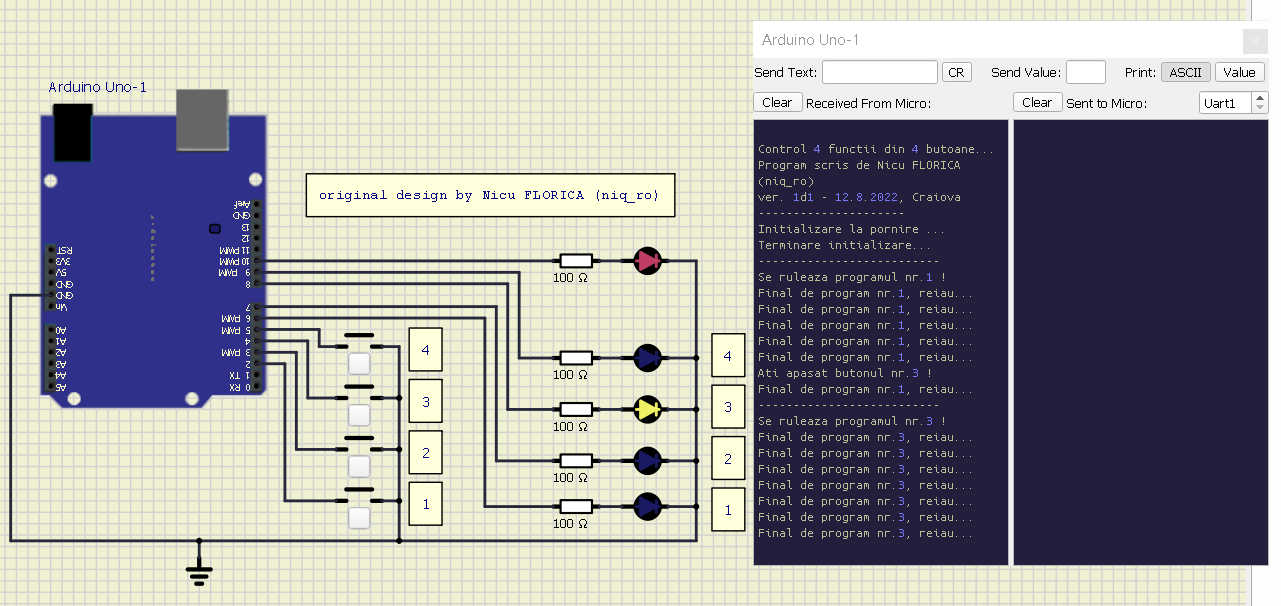 Arduino Uno-1
Aref
GND
13
12
11 PWM
10 PWM
9 PWM
8
7
6 PWM
5 PWM
4
3 PWM
2
1 TX
0 RX
RST
3V3
5V
GND
GND
Vin
A0
A1
A2
A3
A4
A5
original design by Nicu FLORICA (niq_ro)
100 Ω
100 Ω
100 Ω
100 Ω
100 Ω
4
3
2
1
4
3
2
1
Arduino Uno-1
Send Text: CR Send Value: Print: ASCII Value
Clear Received From Micro: Clear Sent to Micro: Uart1
Control 4 functii din 4 butoane...
Program scris de Nicu FLORICA
(niq_ro)
ver. 1d1 - 12.8.2022, Craiova
----------------------
Initializare la pornire ...
Terminare initializare...
---------------------------
Se ruleaza programul nr.1 !
Final de program nr.1, reiau...
Final de program nr.1, reiau...
Final de program nr.1, reiau...
Final de program nr.1, reiau...
Final de program nr.1, reiau...
Ati apasat butonul nr.3 !
Final de program nr.1, reiau...
---------------------------
Se ruleaza programul nr.3 !
Final de program nr.3, reiau...
Final de program nr.3, reiau...
Final de program nr.3, reiau...
Final de program nr.3, reiau...
Final de program nr.3, reiau...
Final de program nr.3, reiau...
Final de program nr.3, reiau...